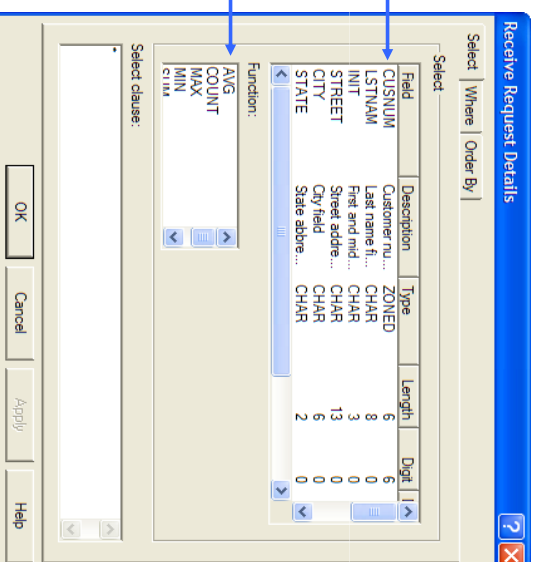 Receive Request Details
Select Where Order By
Select
Field Description Type Length Digit
CUSNUM Customer nu... ZONED 6 6
LSTNAM Last name fi... CHAR 8 0
INIT First and mid... CHAR 3 0
STREET Street addre... CHAR 13 0
CITY City field CHAR 6 0
STATE State abbre... CHAR 2 0
Function:
AVG
COUNT
MAX
MIN
SUM
Select clause:
*
OK Cancel Apply Help